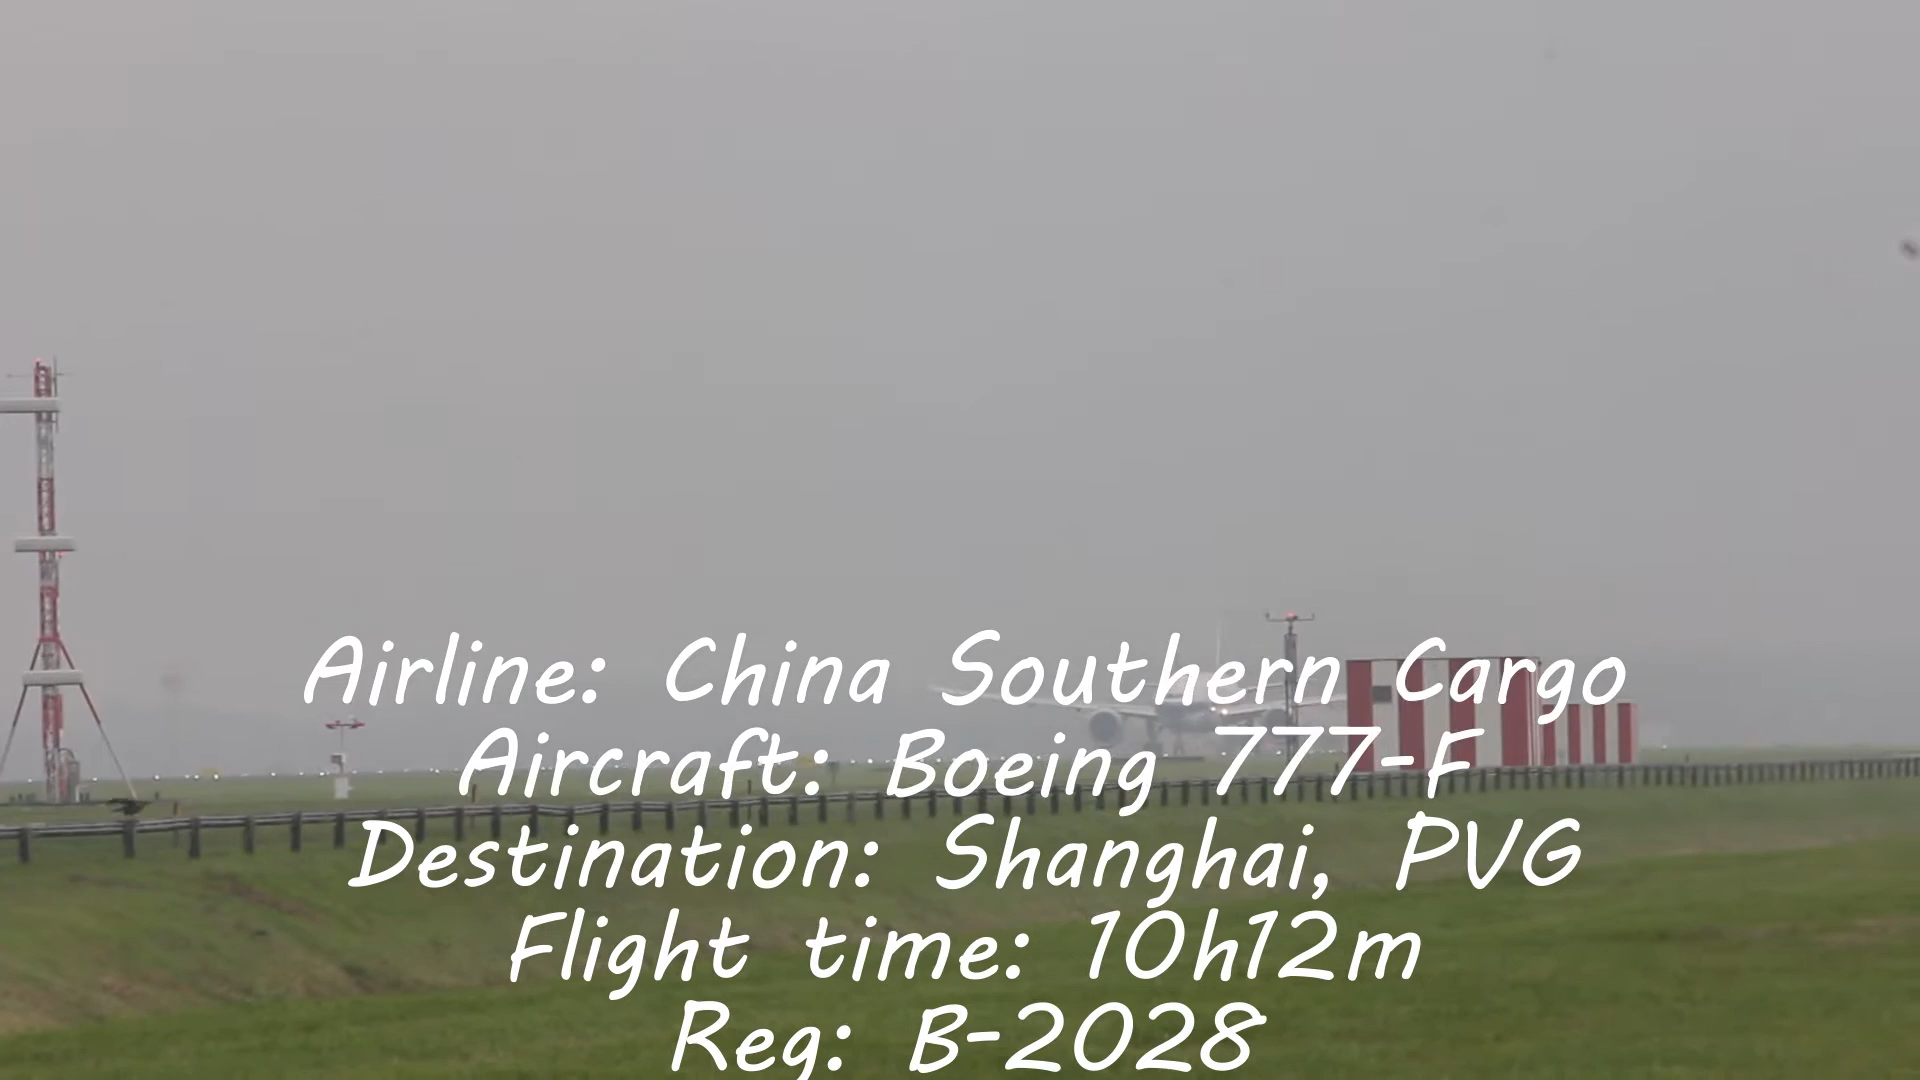 Airline: China Southern Cargo
Aircraft: Boeing 777-F
Destination: Shanghai, PVG
Flight time: 10h12m
Reg: B-2028